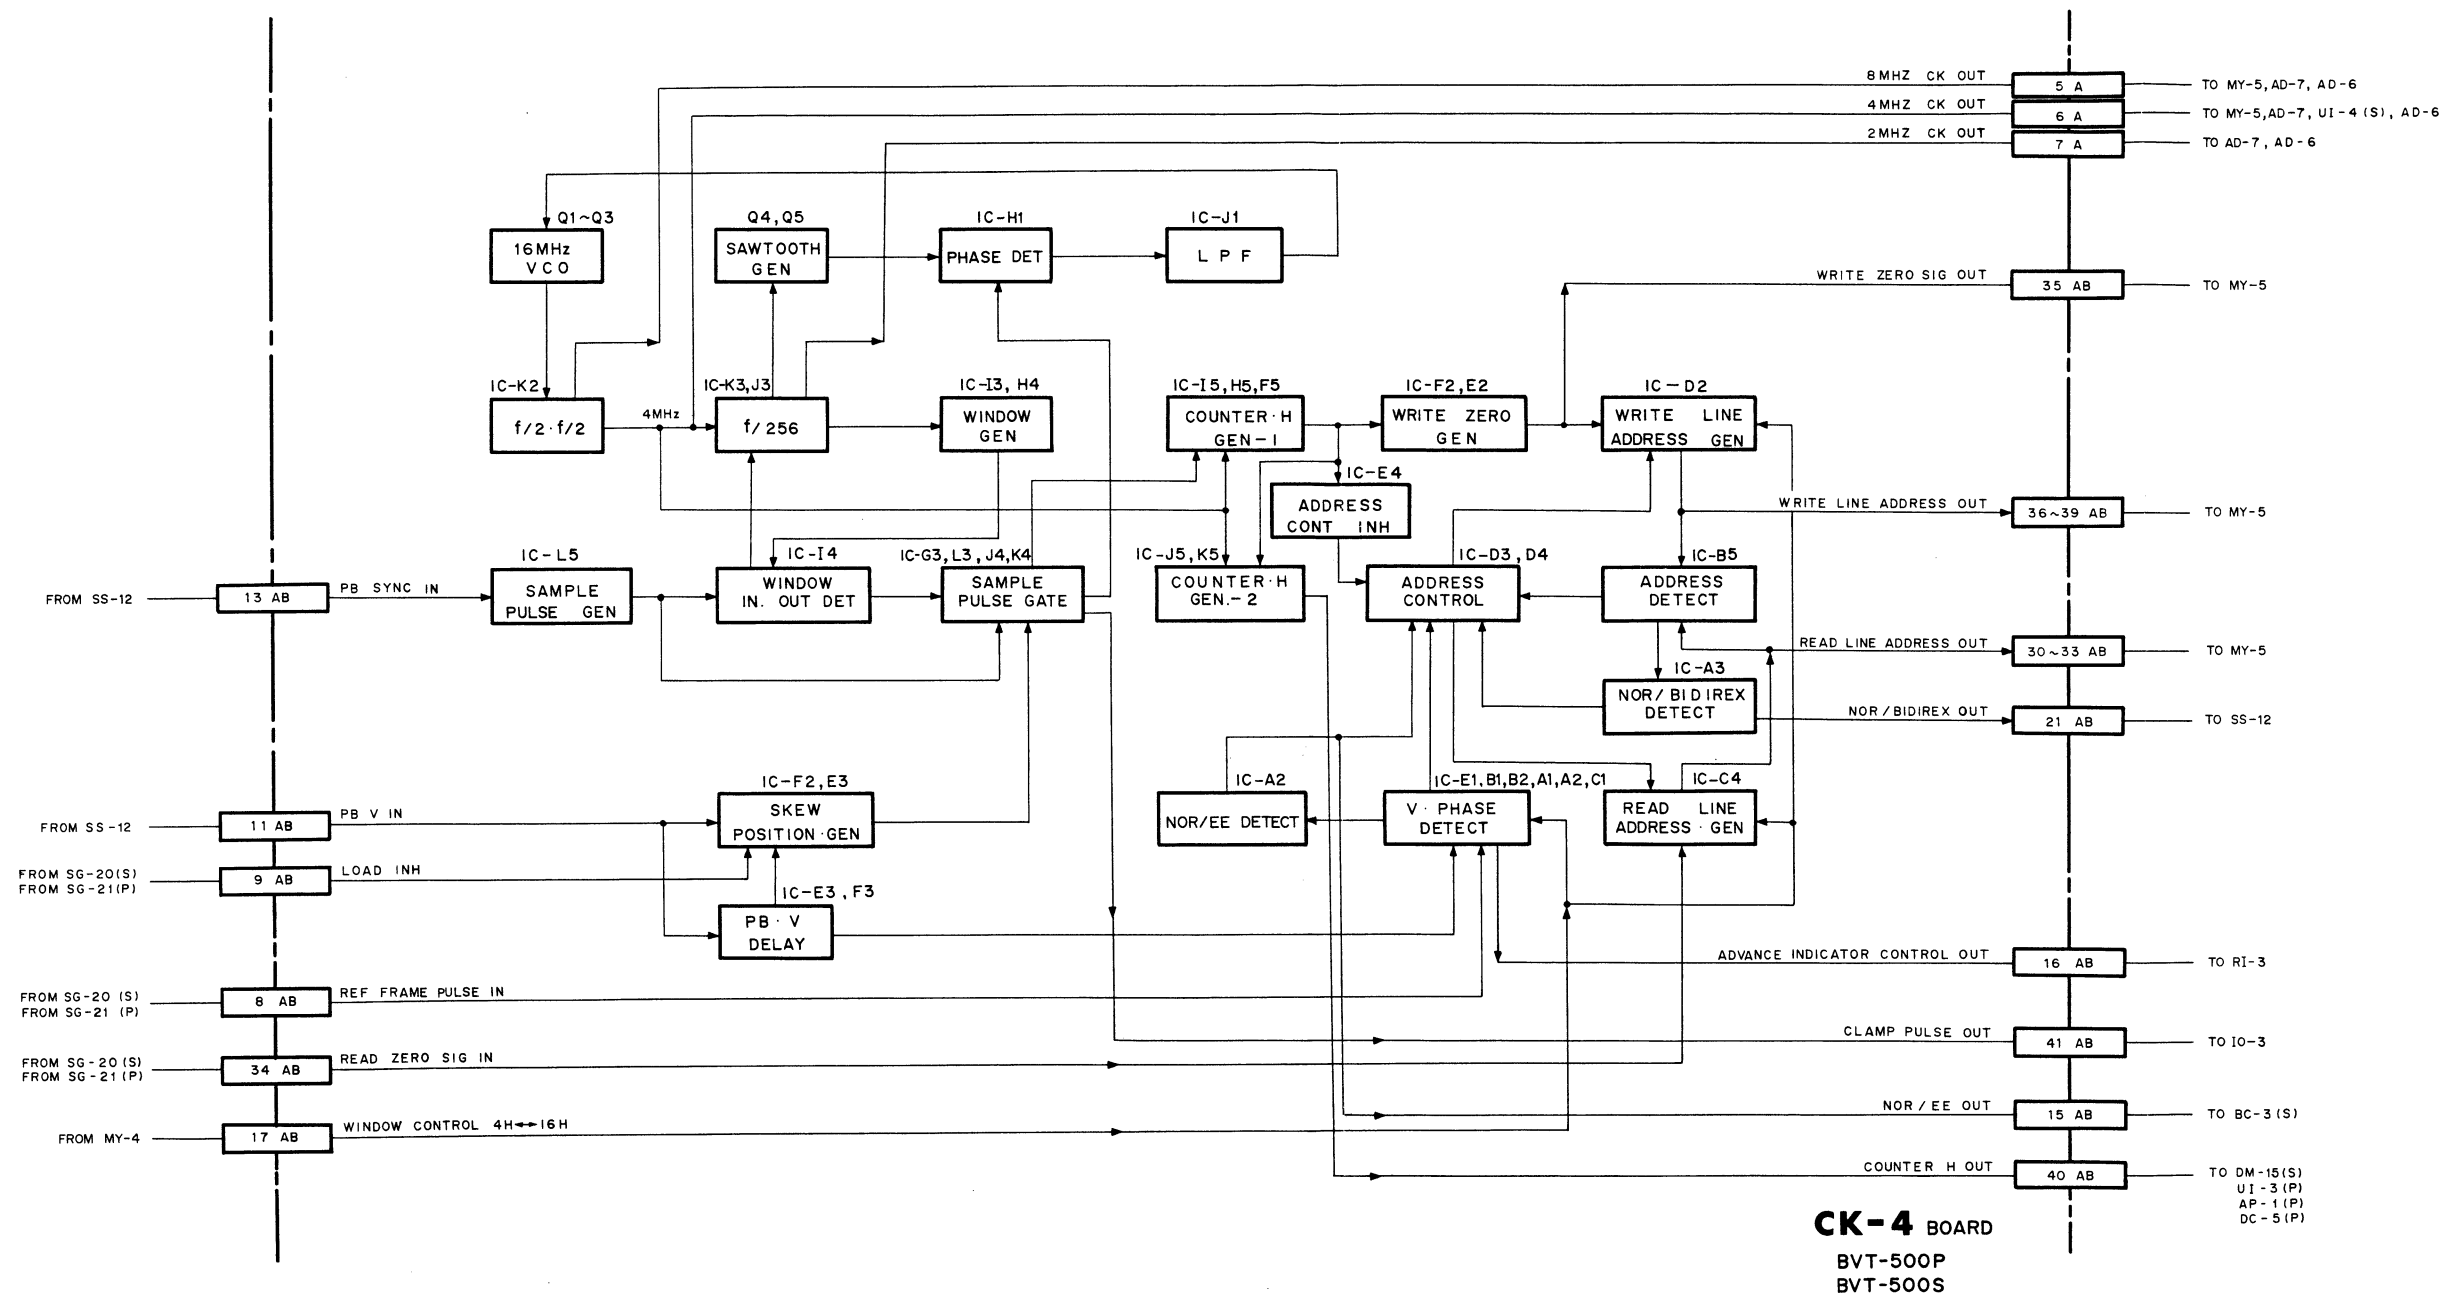 8MHZ CK OUT
5 A
TO MY-5, AD-7, AD-6
4MHZ CK OUT
6 A
TO MY-5, AD-7, UI-4(S), AD-6
2MHZ CK OUT
7 A
TO AD-7, AD-6
Q1~Q3
16MHz
VCO
Q4, Q5
SAWTOOTH
GEN
IC-H1
PHASE DET
IC-J1
L P F
WRITE ZERO SIG OUT
35 AB
TO MY-5
IC-K2
f/2·f/2
4MHz
IC-K3, J3
f/256
IC-I3, H4
WINDOW
GEN
IC-I5, H5, F5
COUNTER·H
GEN-1
IC-F2, E2
WRITE ZERO
GEN
IC-D2
WRITE LINE
ADDRESS GEN
IC-E4
ADDRESS
CONT INH
WRITE LINE ADDRESS OUT
36~39 AB
TO MY-5
FROM SS-12
13 AB
PB SYNC IN
IC-L5
SAMPLE
PULSE GEN
IC-I4
WINDOW
IN. OUT DET
IC-G3, L3, J4, K4
SAMPLE
PULSE GATE
IC-J5, K5
COUNTER·H
GEN.-2
IC-D3, D4
ADDRESS
CONTROL
IC-B5
ADDRESS
DETECT
READ LINE ADDRESS OUT
30~33 AB
TO MY-5
IC-A3
NOR/BIDIREX
DETECT
NOR/BIDIREX OUT
21 AB
TO SS-12
FROM SS-12
11 AB
PB V IN
IC-F2, E3
SKEW
POSITION·GEN
IC-A2
NOR/EE DETECT
IC-E1, B1, B2, A1, A2, C1
V·PHASE
DETECT
IC-C4
READ LINE
ADDRESS·GEN
FROM SG-20(S)
FROM SG-21(P)
9 AB
LOAD INH
IC-E3, F3
PB·V
DELAY
ADVANCE INDICATOR CONTROL OUT
16 AB
TO RI-3
FROM SG-20 (S)
FROM SG-21 (P)
8 AB
REF FRAME PULSE IN
CLAMP PULSE OUT
41 AB
TO IO-3
FROM SG-20(S)
FROM SG-21(P)
34 AB
READ ZERO SIG IN
NOR/EE OUT
15 AB
TO BC-3(S)
FROM MY-4
17 AB
WINDOW CONTROL 4H↔16H
COUNTER H OUT
40 AB
TO DM-15(S)
UI-3(P)
AP-1(P)
DC-5(P)
CK-4 BOARD
BVT-500P
BVT-500S